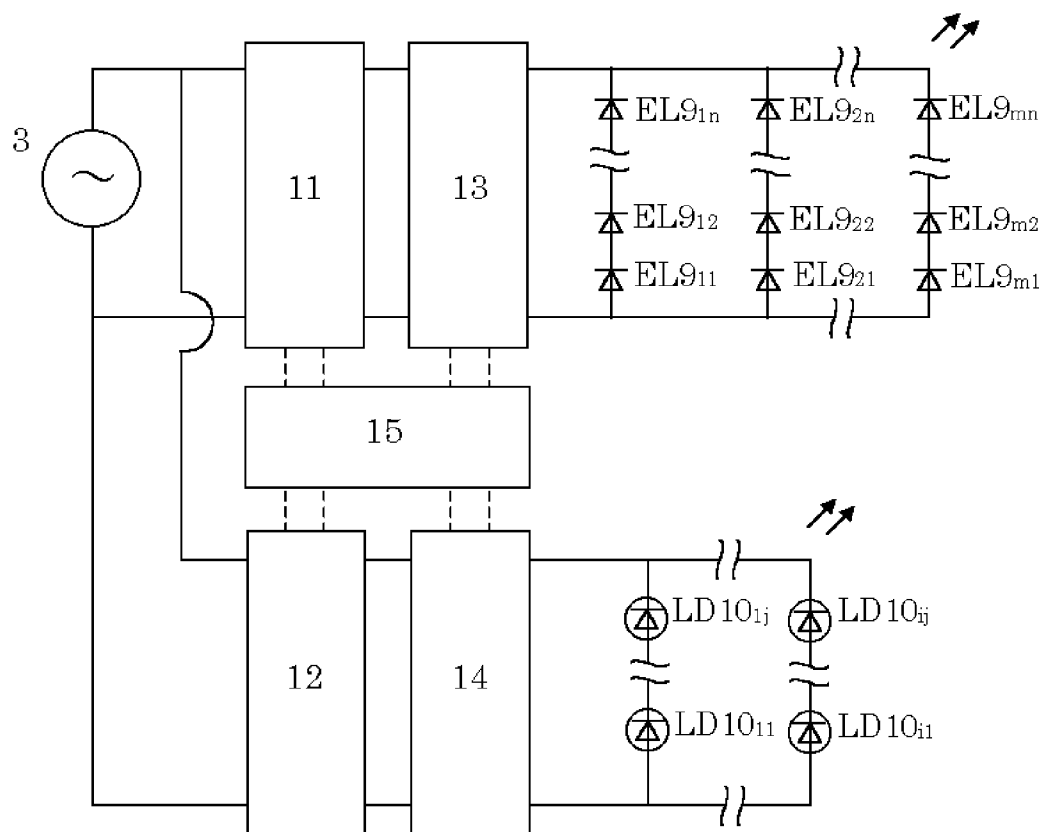 3
11
13
EL9₁ₙ
EL9₂ₙ
EL9ₘₙ
EL9₁₂
EL9₂₂
EL9ₘ₂
EL9₁₁
EL9₂₁
EL9ₘ₁
15
12
14
LD10₁ⱼ
LD10ᵢⱼ
LD10₁₁
LD10ᵢ₁